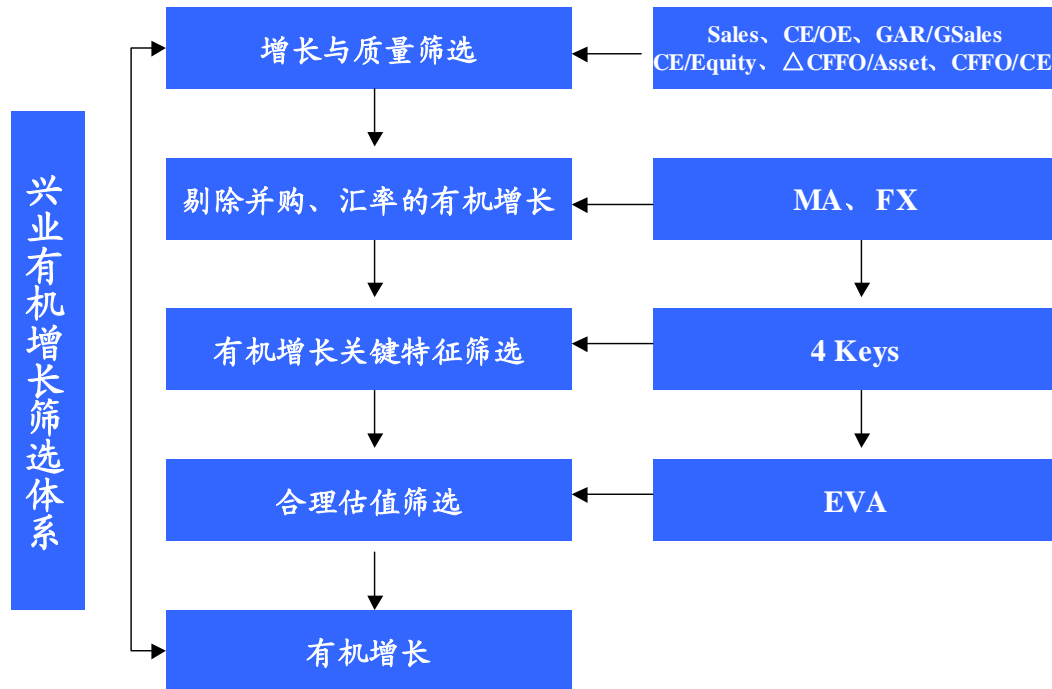 兴业有机增长筛选体系
增长与质量筛选
Sales、CE/OE、GAR/GSales
CE/Equity、△CFFO/Asset、CFFO/CE
剔除并购、汇率的有机增长
MA、FX
有机增长关键特征筛选
4 Keys
合理估值筛选
EVA
有机增长